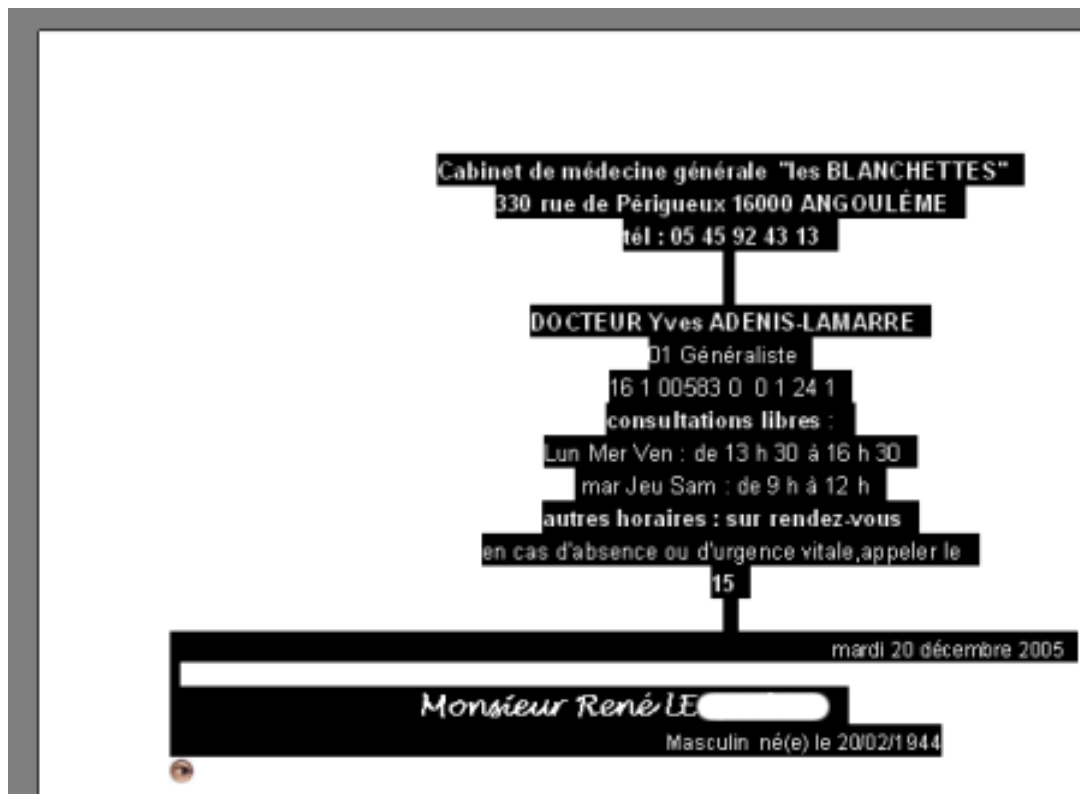 Cabinet de médecine générale "les BLANCHETTES"
330 rue de Périgueux 16000 ANGOULÈME
tél : 05 45 92 43 13
DOCTEUR Yves ADENIS-LAMARRE
01 Généraliste
16 1 00583 0 0 1 24 1
consultations libres :
Lun Mer Ven : de 13 h 30 à 16 h 30
mar Jeu Sam : de 9 h à 12 h
autres horaires : sur rendez-vous
en cas d'absence ou d'urgence vitale,appeler le
15
mardi 20 décembre 2005
Monsieur René lE
Masculin né(e) le 20/02/1944